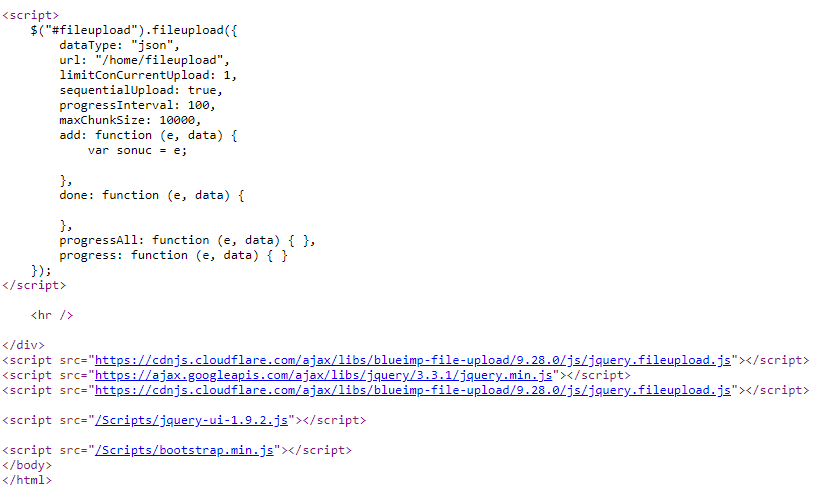 <script>
    $("#fileupload").fileupload({
        dataType: "json",
        url: "/home/fileupload",
        limitConCurrentUpload: 1,
        sequentialUpload: true,
        progressInterval: 100,
        maxChunkSize: 10000,
        add: function (e, data) {
            var sonuc = e;

        },
        done: function (e, data) {

        },
        progressAll: function (e, data) { },
        progress: function (e, data) { }
    });
</script>

    <hr />

</div>
<script src="https://cdnjs.cloudflare.com/ajax/libs/blueimp-file-upload/9.28.0/js/jquery.fileupload.js"></script>
<script src="https://ajax.googleapis.com/ajax/libs/jquery/3.3.1/jquery.min.js"></script>
<script src="https://cdnjs.cloudflare.com/ajax/libs/blueimp-file-upload/9.28.0/js/jquery.fileupload.js"></script>

<script src="/Scripts/jquery-ui-1.9.2.js"></script>

<script src="/Scripts/bootstrap.min.js"></script>
</body>
</html>